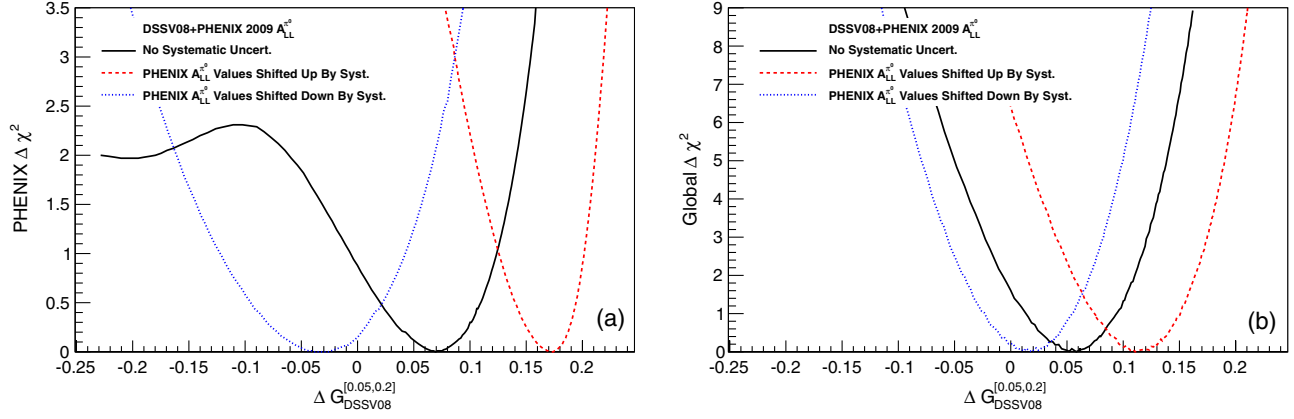 DSSV08+PHENIX 2009 A_LL^π⁰
No Systematic Uncert.
PHENIX A_LL^π⁰ Values Shifted Up By Syst.
PHENIX A_LL^π⁰ Values Shifted Down By Syst.
PHENIX Δ χ²
3.5
3
2.5
2
1.5
1
0.5
0
(a)
-0.25 -0.2 -0.15 -0.1 -0.05 0 0.05 0.1 0.15 0.2
Δ G_DSSV08^[0.05,0.2]
DSSV08+PHENIX 2009 A_LL^π⁰
No Systematic Uncert.
PHENIX A_LL^π⁰ Values Shifted Up By Syst.
PHENIX A_LL^π⁰ Values Shifted Down By Syst.
Global Δ χ²
9
8
7
6
5
4
3
2
1
0
(b)
-0.25 -0.2 -0.15 -0.1 -0.05 0 0.05 0.1 0.15 0.2
Δ G_DSSV08^[0.05,0.2]